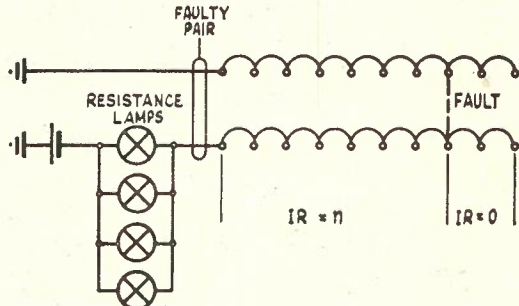 FAULTY
PAIR
RESISTANCE
LAMPS
FAULT
IR = n
IR = 0